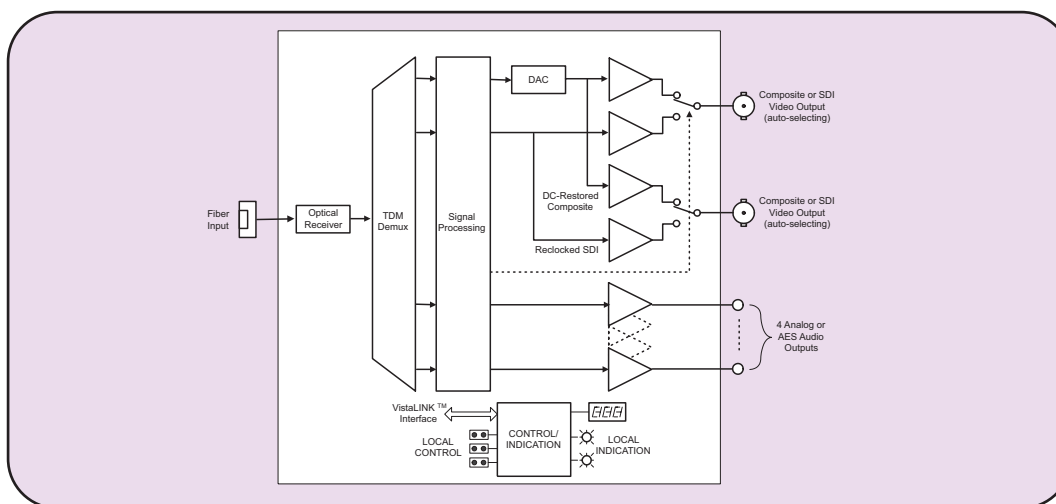 DAC
Composite or SDI
Video Output
(auto-selecting)
Fiber
Input
Optical
Receiver
TDM
Demux
Signal
Processing
DC-Restored
Composite
Composite or SDI
Video Output
(auto-selecting)
Reclocked SDI
4 Analog or
AES Audio
Outputs
VistaLINK TM
Interface
LOCAL
CONTROL
CONTROL/
INDICATION
LOCAL
INDICATION